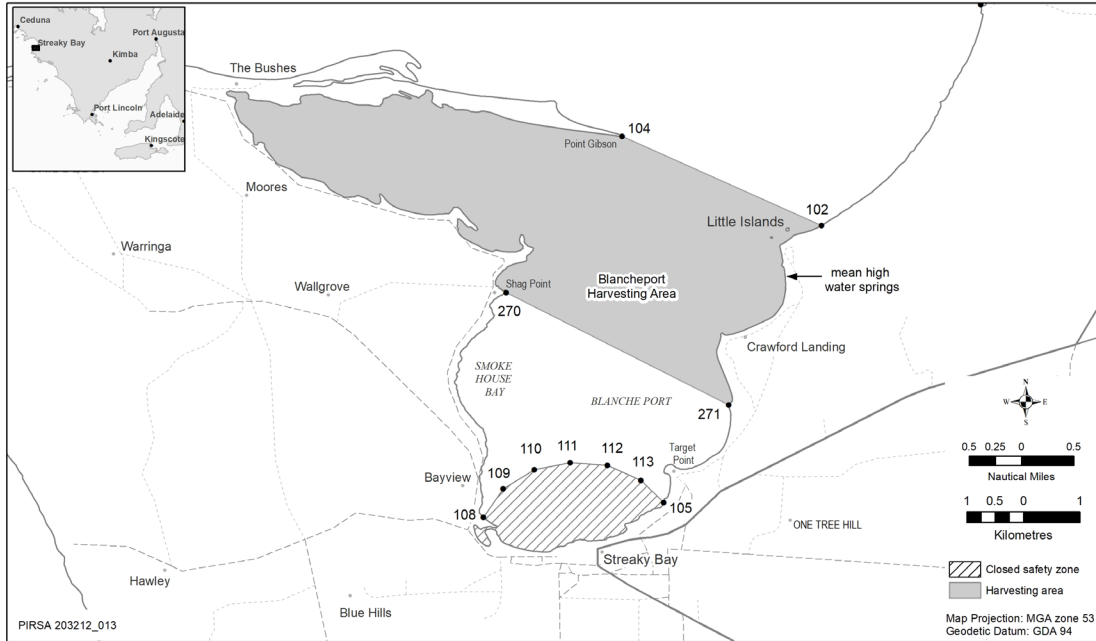 Ceduna
Port Augusta
Streaky Bay
Kimba
Port Lincoln
Adelaide
Kingscote
The Bushes
104
Point Gibson
Moores
102
Little Islands
Warringa
mean high
water springs
Blancheport
Harvesting Area
Wallgrove
Shag Point
270
Crawford Landing
SMOKE
HOUSE
BAY
BLANCHE PORT
271
N
W
E
S
111
112
110
113
Target
Point
109
Bayview
105
108
0.5 0.25 0 0.5
Nautical Miles
1 0.5 0 1
Kilometres
ONE TREE HILL
Streaky Bay
Hawley
Blue Hills
Closed safety zone
Harvesting area
PIRSA 203212_013
Map Projection: MGA zone 53
Geodetic Datum: GDA 94